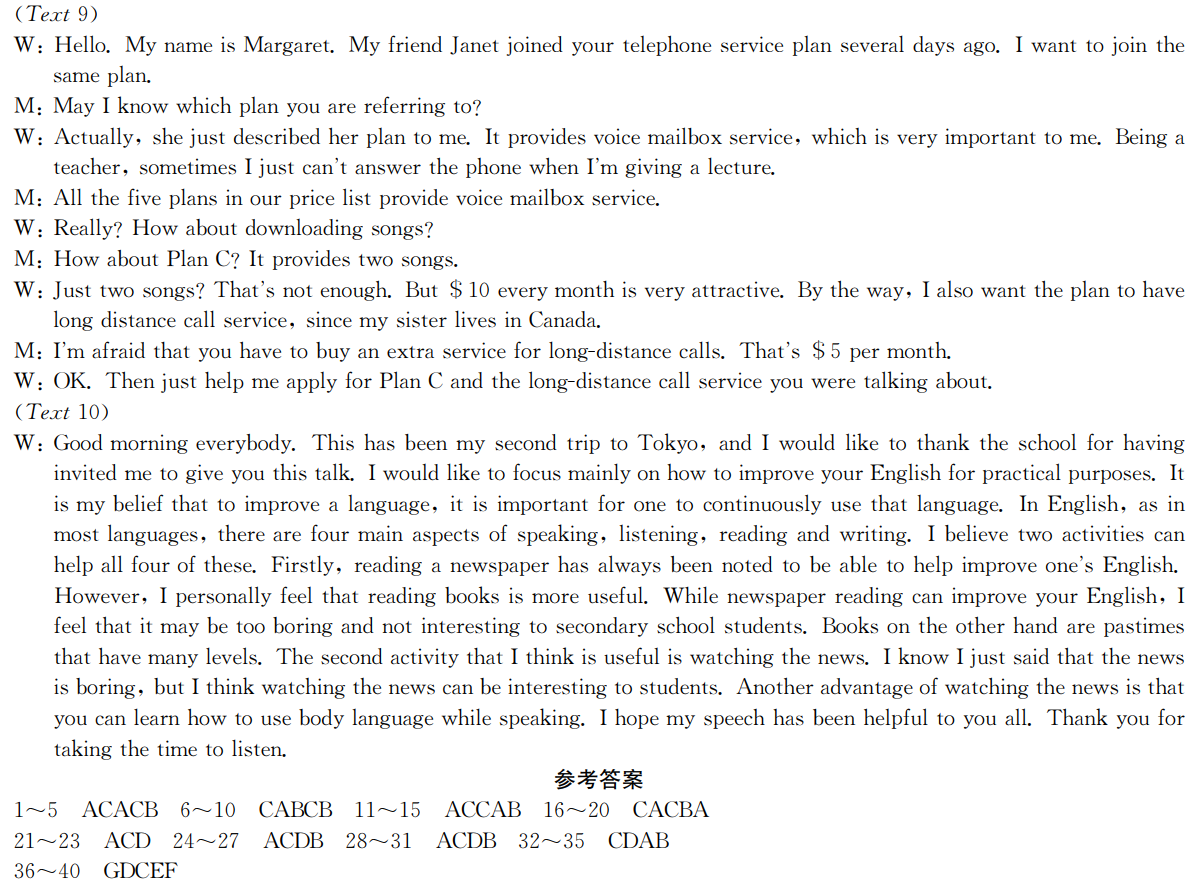 (Text 9)
W: Hello. My name is Margaret. My friend Janet joined your telephone service plan several days ago. I want to join the
same plan.
M: May I know which plan you are referring to?
W: Actually, she just described her plan to me. It provides voice mailbox service, which is very important to me. Being a
teacher, sometimes I just can't answer the phone when I'm giving a lecture.
M: All the five plans in our price list provide voice mailbox service.
W: Really? How about downloading songs?
M: How about Plan C? It provides two songs.
W: Just two songs? That's not enough. But $10 every month is very attractive. By the way, I also want the plan to have
long distance call service, since my sister lives in Canada.
M: I'm afraid that you have to buy an extra service for long-distance calls. That's $5 per month.
W: OK. Then just help me apply for Plan C and the long-distance call service you were talking about.
(Text 10)
W: Good morning everybody. This has been my second trip to Tokyo, and I would like to thank the school for having
invited me to give you this talk. I would like to focus mainly on how to improve your English for practical purposes. It
is my belief that to improve a language, it is important for one to continuously use that language. In English, as in
most languages, there are four main aspects of speaking, listening, reading and writing. I believe two activities can
help all four of these. Firstly, reading a newspaper has always been noted to be able to help improve one's English.
However, I personally feel that reading books is more useful. While newspaper reading can improve your English, I
feel that it may be too boring and not interesting to secondary school students. Books on the other hand are pastimes
that have many levels. The second activity that I think is useful is watching the news. I know I just said that the news
is boring, but I think watching the news can be interesting to students. Another advantage of watching the news is that
you can learn how to use body language while speaking. I hope my speech has been helpful to you all. Thank you for
taking the time to listen.
参考答案
1～5 ACACB 6～10 CABCB 11～15 ACCAB 16～20 CACBA
21～23 ACD 24～27 ACDB 28～31 ACDB 32～35 CDAB
36～40 GDCEF